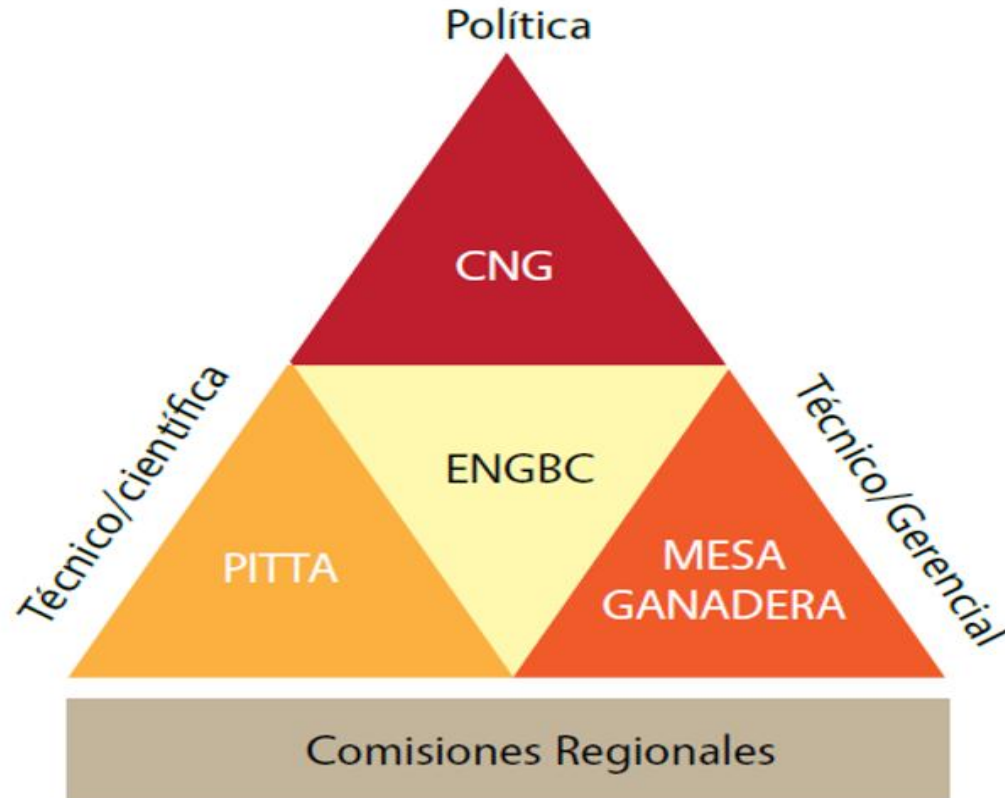 Política
CNG
Técnico/científica
Técnico/Gerencial
ENGBC
PITTA
MESA
GANADERA
Comisiones Regionales